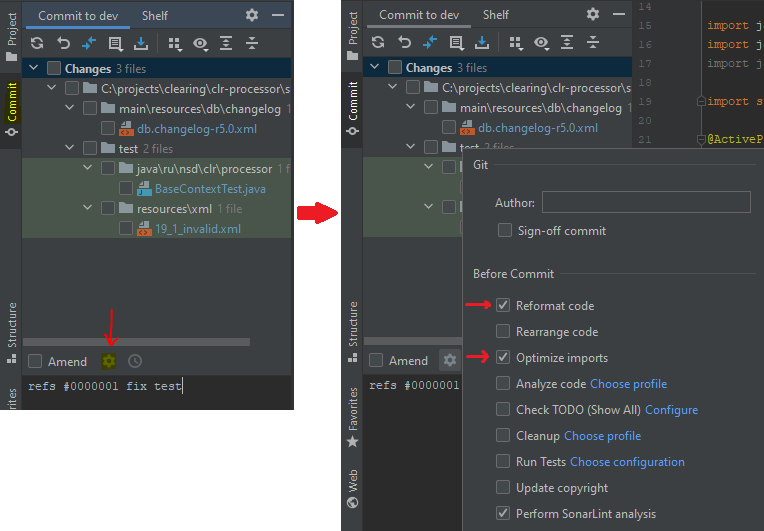 Commit to dev
Shelf
Project
Commit
Structure
Changes 3 files
C:\projects\clearing\clr-processor\s
main\resources\db\changelog 1
db.changelog-r5.0.xml
test 2 files
java\ru\nsd\clr\processor 1 f
BaseContextTest.java
resources\xml 1 file
19_1_invalid.xml
Amend
refs #0000001 fix test
Commit to dev
Shelf
Project
Commit
Structure
Favorites
Web
Changes 3 files
C:\projects\clearing\clr-processor\s
main\resources\db\changelog
db.changelog-r5.0.xml
test 2 files
Amend
refs #0000001
14
15 import j
16 import j
17 import j
18
19 import s
20
21 @ActiveP
Git
Author:
Sign-off commit
Before Commit
Reformat code
Rearrange code
Optimize imports
Analyze code Choose profile
Check TODO (Show All) Configure
Cleanup Choose profile
Run Tests Choose configuration
Update copyright
Perform SonarLint analysis